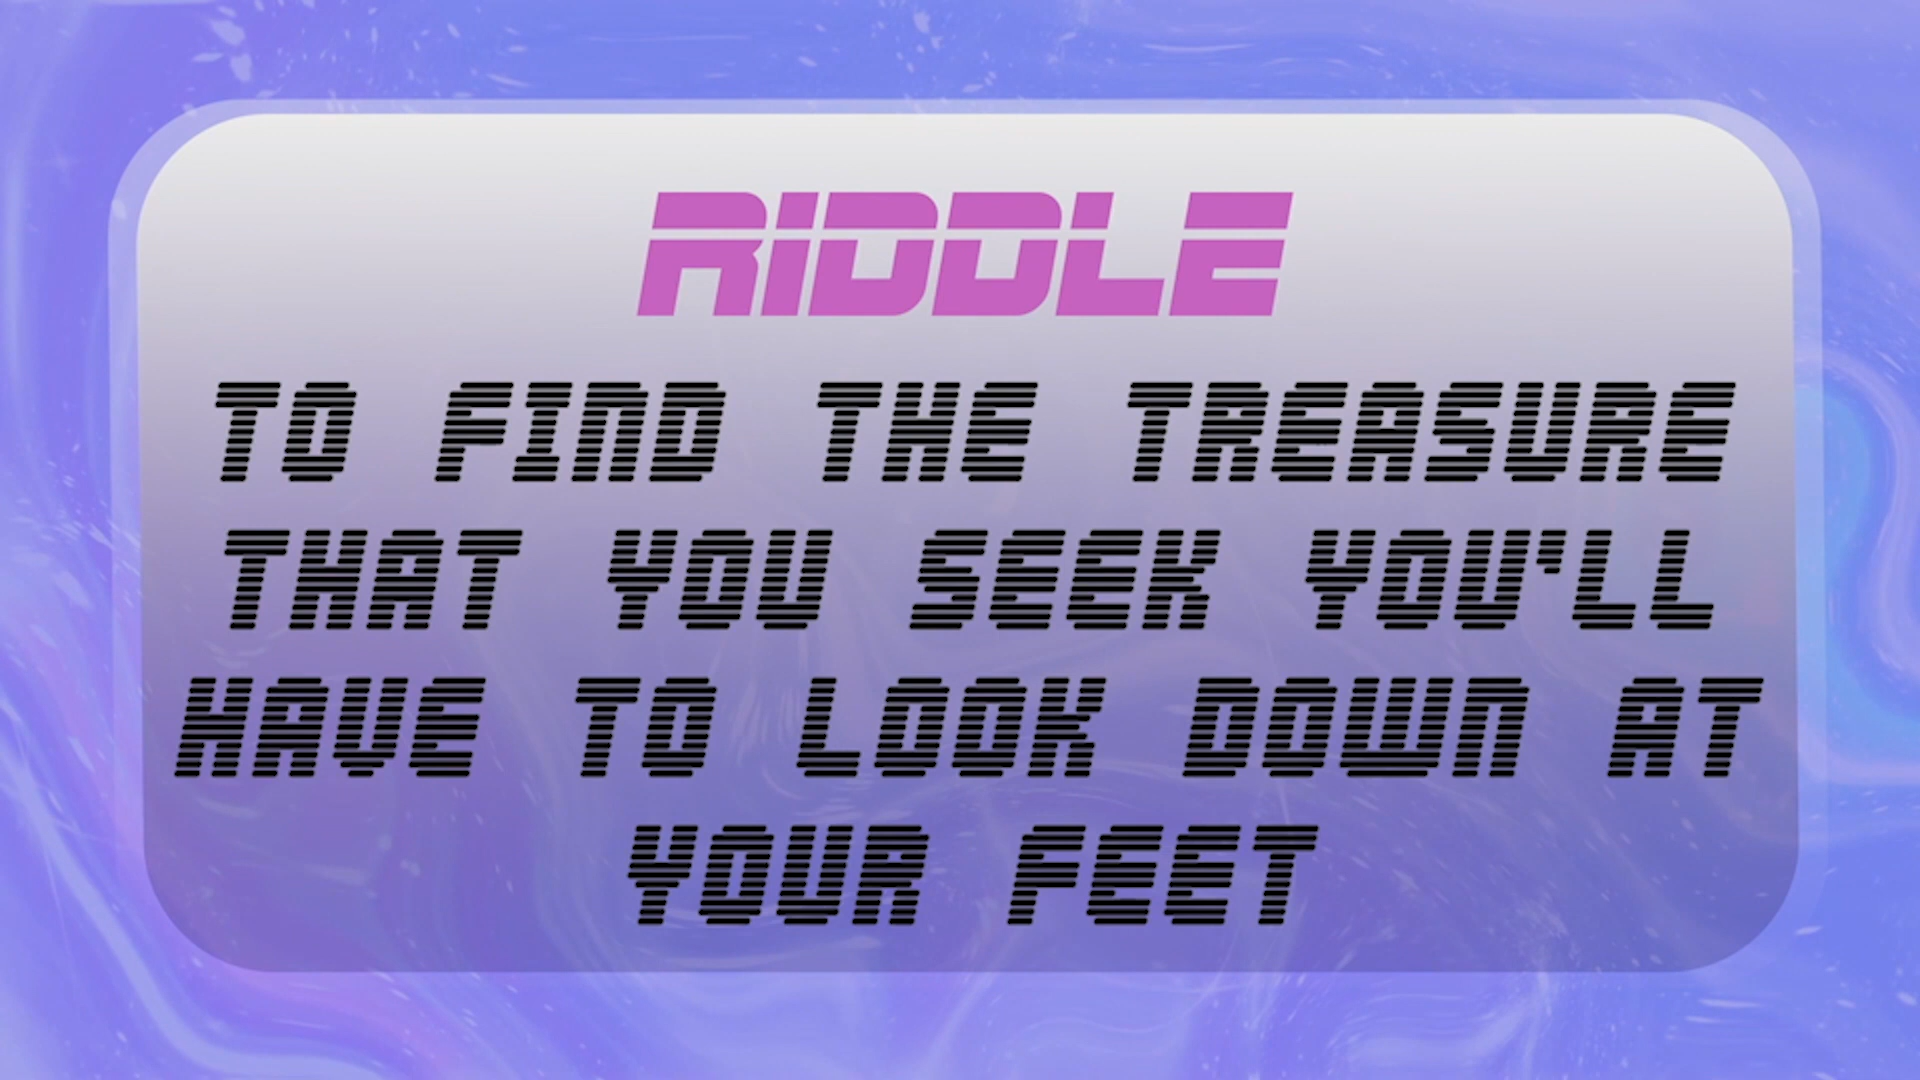 RIDDLE
TO FIND THE TREASURE
THAT YOU SEEK YOU'LL
HAVE TO LOOK DOWN AT
YOUR FEET